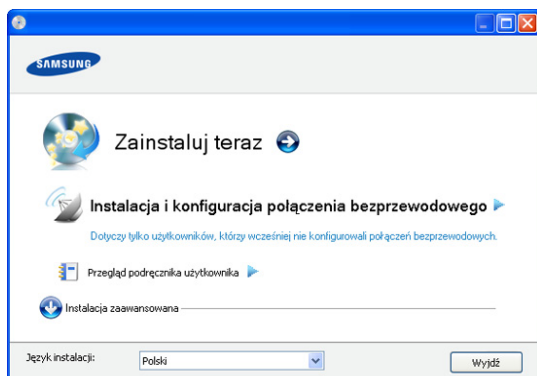 SAMSUNG
Zainstaluj teraz
Instalacja i konfiguracja połączenia bezprzewodowego
Dotyczy tylko użytkowników, którzy wcześniej nie konfigurowali połączeń bezprzewodowych.
Przegląd podręcznika użytkownika
Instalacja zaawansowana
Język instalacji: Polski Wyjdź